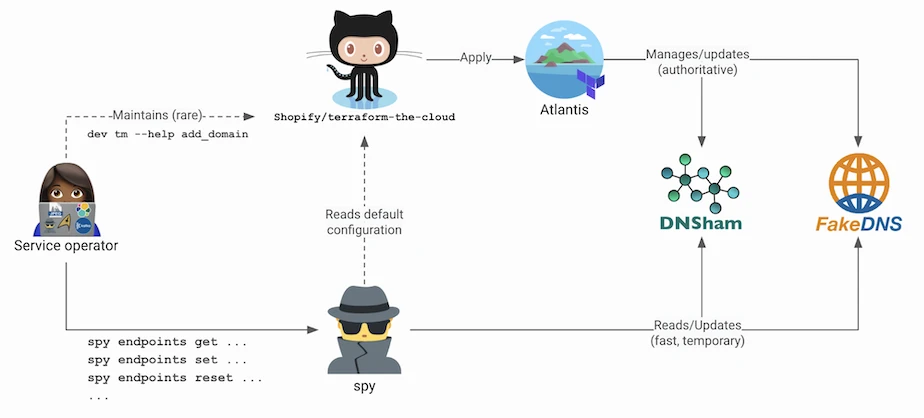 Apply
Manages/updates
(authoritative)
Atlantis
Maintains (rare)
Shopify/terraform-the-cloud
dev tm --help add_domain
DNSham
FakeDNS
Reads default
configuration
Service operator
Reads/Updates
(fast, temporary)
spy endpoints get ...
spy endpoints set ...
spy endpoints reset ...
...
spy